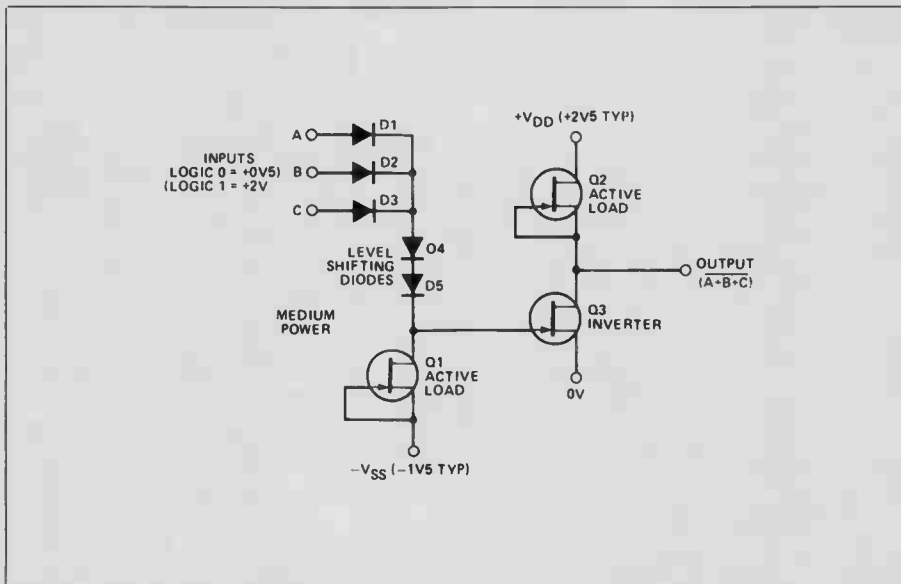 A
D1
INPUTS
LOGIC 0 = +0V5)
(LOGIC 1 = +2V
B
D2
C
D3
LEVEL
SHIFTING
DIODES
O4
D5
MEDIUM
POWER
Q1
ACTIVE
LOAD
−VSS (−1V5 TYP)
+VDD (+2V5 TYP)
Q2
ACTIVE
LOAD
OUTPUT
(A+B+C)
Q3
INVERTER
0V